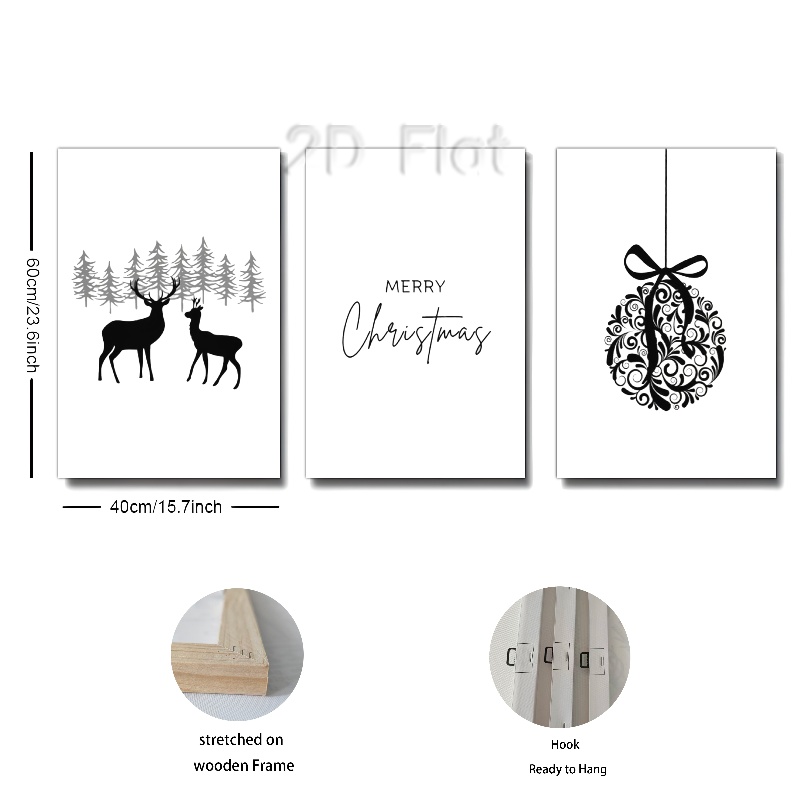 2D Flat
60cm/23.6inch
MERRY
Christmas
40cm/15.7inch
stretched on
wooden Frame
Hook
Ready to Hang